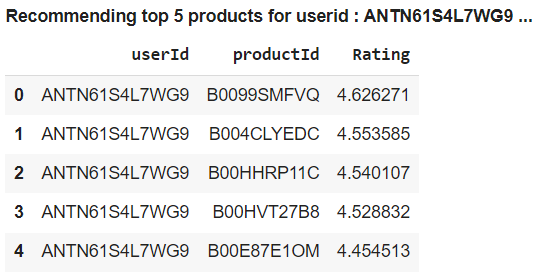 Recommending top 5 products for userid : ANTN61S4L7WG9 ...
userId productId Rating
0 ANTN61S4L7WG9 B0099SMFVQ 4.626271
1 ANTN61S4L7WG9 B004CLYEDC 4.553585
2 ANTN61S4L7WG9 B00HHRP11C 4.540107
3 ANTN61S4L7WG9 B00HVT27B8 4.528832
4 ANTN61S4L7WG9 B00E87E1OM 4.454513